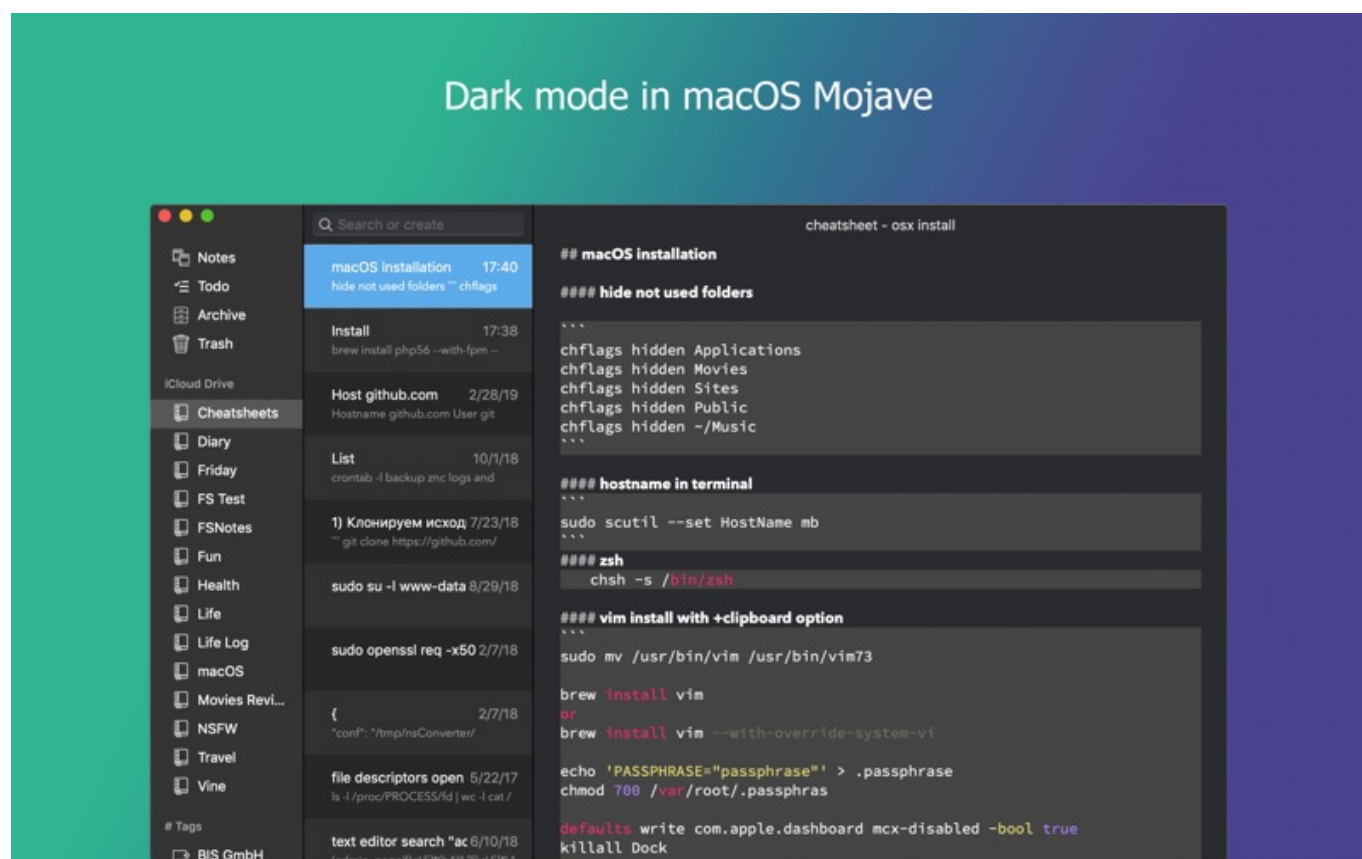 Dark mode in macOS Mojave
Notes
Todo
Archive
Trash
iCloud Drive
Cheatsheets
Diary
Friday
FS Test
FSNotes
Fun
Health
Life
Life Log
macOS
Movies Revi...
NSFW
Travel
Vine
# Tags
BIS GmbH
Search or create
macOS installation 17:40
hide not used folders ``` chflags
Install 17:38
brew install php56 --with-fpm --
Host github.com 2/28/19
Hostname github.com User git
List 10/1/18
crontab -l backup znc logs and
1) Клонируем исход 7/23/18
``` git clone https://github.com/
sudo su -l www-data 8/29/18
sudo openssl req -x50 2/7/18
{ 2/7/18
"conf": "/tmp/nsConverter/
file descriptors open 5/22/17
ls -l /proc/PROCESS/fd | wc -l cat /
text editor search "ac 6/10/18
cheatsheet - osx install
## macOS installation
#### hide not used folders
```
chflags hidden Applications
chflags hidden Movies
chflags hidden Sites
chflags hidden Public
chflags hidden ~/Music
```
#### hostname in terminal
```
sudo scutil --set HostName mb
```
#### zsh
chsh -s /bin/zsh
#### vim install with +clipboard option
```
sudo mv /usr/bin/vim /usr/bin/vim73
brew install vim
or
brew install vim --with-override-system-vi
echo 'PASSPHRASE="passphrase"' > .passphrase
chmod 700 /var/root/.passphras
defaults write com.apple.dashboard mcx-disabled -bool true
killall Dock